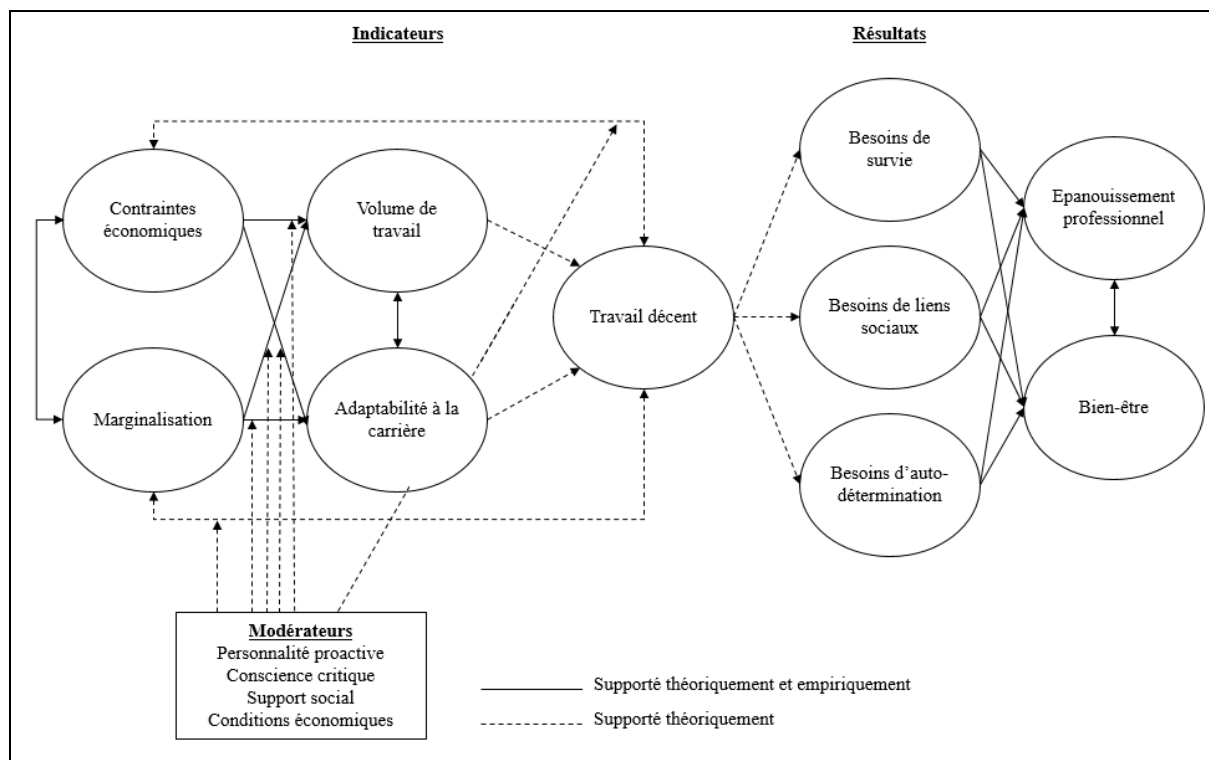 Indicateurs
Résultats
Contraintes
économiques
Volume de
travail
Marginalisation
Adaptabilité à la
carrière
Travail décent
Besoins de
survie
Besoins de liens
sociaux
Besoins d'auto-
détermination
Epanouissement
professionnel
Bien-être
Modérateurs
Personnalité proactive
Conscience critique
Support social
Conditions économiques
Supporté théoriquement et empiriquement
Supporté théoriquement